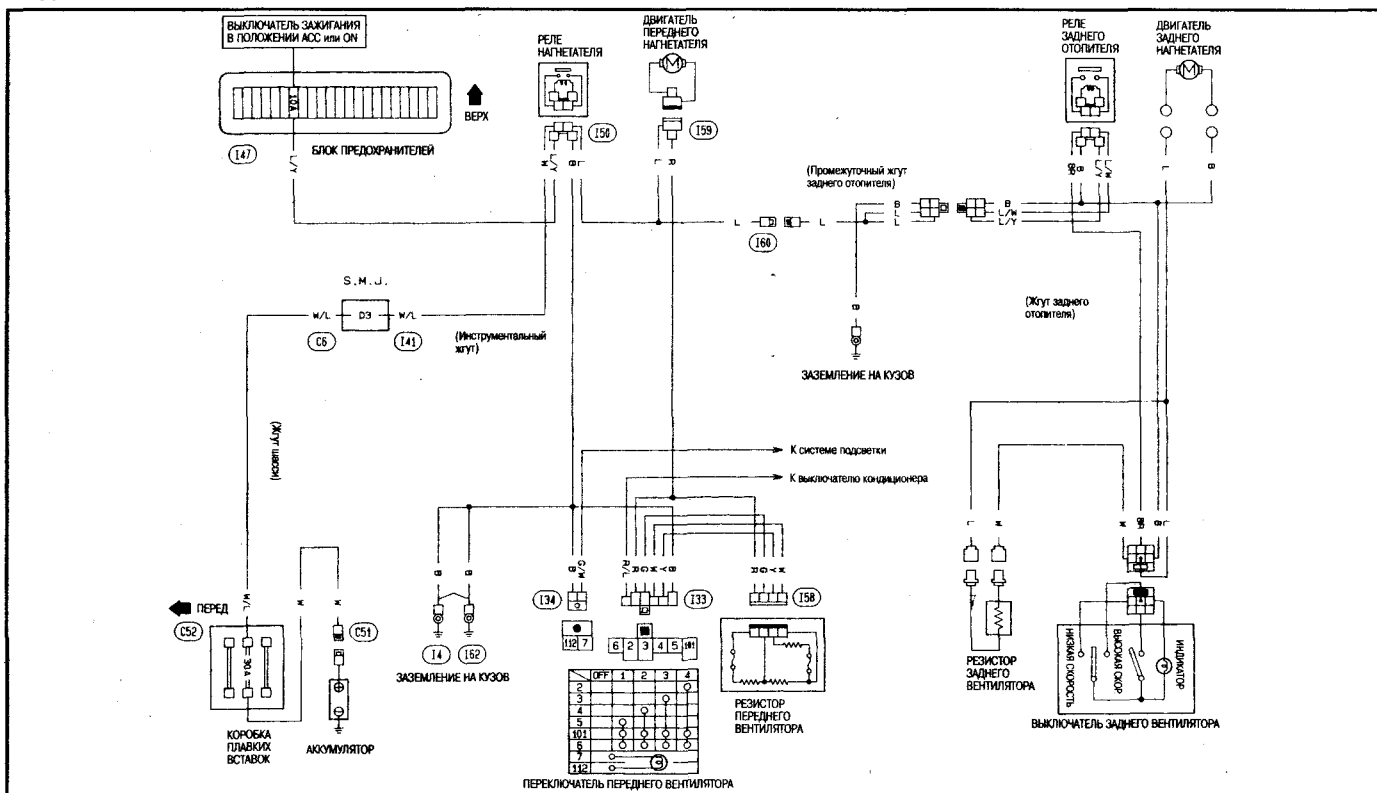 ВЫКЛЮЧАТЕЛЬ ЗАЖИГАНИЯ
В ПОЛОЖЕНИИ ACC или ON
10A
ВЕРХ
I47
БЛОК ПРЕДОХРАНИТЕЛЕЙ
РЕЛЕ
НАГНЕТАТЕЛЯ
I50
ДВИГАТЕЛЬ
ПЕРЕДНЕГО
НАГНЕТАТЕЛЯ
M
I59
РЕЛЕ
ЗАДНЕГО
ОТОПИТЕЛЯ
ДВИГАТЕЛЬ
ЗАДНЕГО
НАГНЕТАТЕЛЯ
M
L/Y
W
L/Y
B
L
L
R
BR
B
L/Y
L/W
L
B
(Промежуточный жгут
заднего отопителя)
B
L
L
B
L/W
L/Y
L
I60
L
S.M.J.
W/L
D3
W/L
C6
I41
(Инструментальный
жгут)
B
ЗАЗЕМЛЕНИЕ НА КУЗОВ
(Жгут заднего
отопителя)
(Жгут шасси)
К системе подсветки
К выключателю кондиционера
ПЕРЕД
C52
W/L
30A
КОРОБКА
ПЛАВКИХ
ВСТАВОК
W
W
C51
АККУМУЛЯТОР
B
B
I4
I62
ЗАЗЕМЛЕНИЕ НА КУЗОВ
B
G/W
I34
112 7
R/L
R
G
W
Y
B
I33
6 2 3 4 5 101
R
G
Y
W
I58
РЕЗИСТОР
ПЕРЕДНЕГО
ВЕНТИЛЯТОРА
OFF 1 2 3 4
2
3
4
5
101
6
7
112
ПЕРЕКЛЮЧАТЕЛЬ ПЕРЕДНЕГО ВЕНТИЛЯТОРА
L
W
РЕЗИСТОР
ЗАДНЕГО
ВЕНТИЛЯТОРА
W
BR
B
L
НИЗКАЯ СКОРОСТЬ
ВЫСОКАЯ СКОР
ИНДИКАТОР
ВЫКЛЮЧАТЕЛЬ ЗАДНЕГО ВЕНТИЛЯТОРА